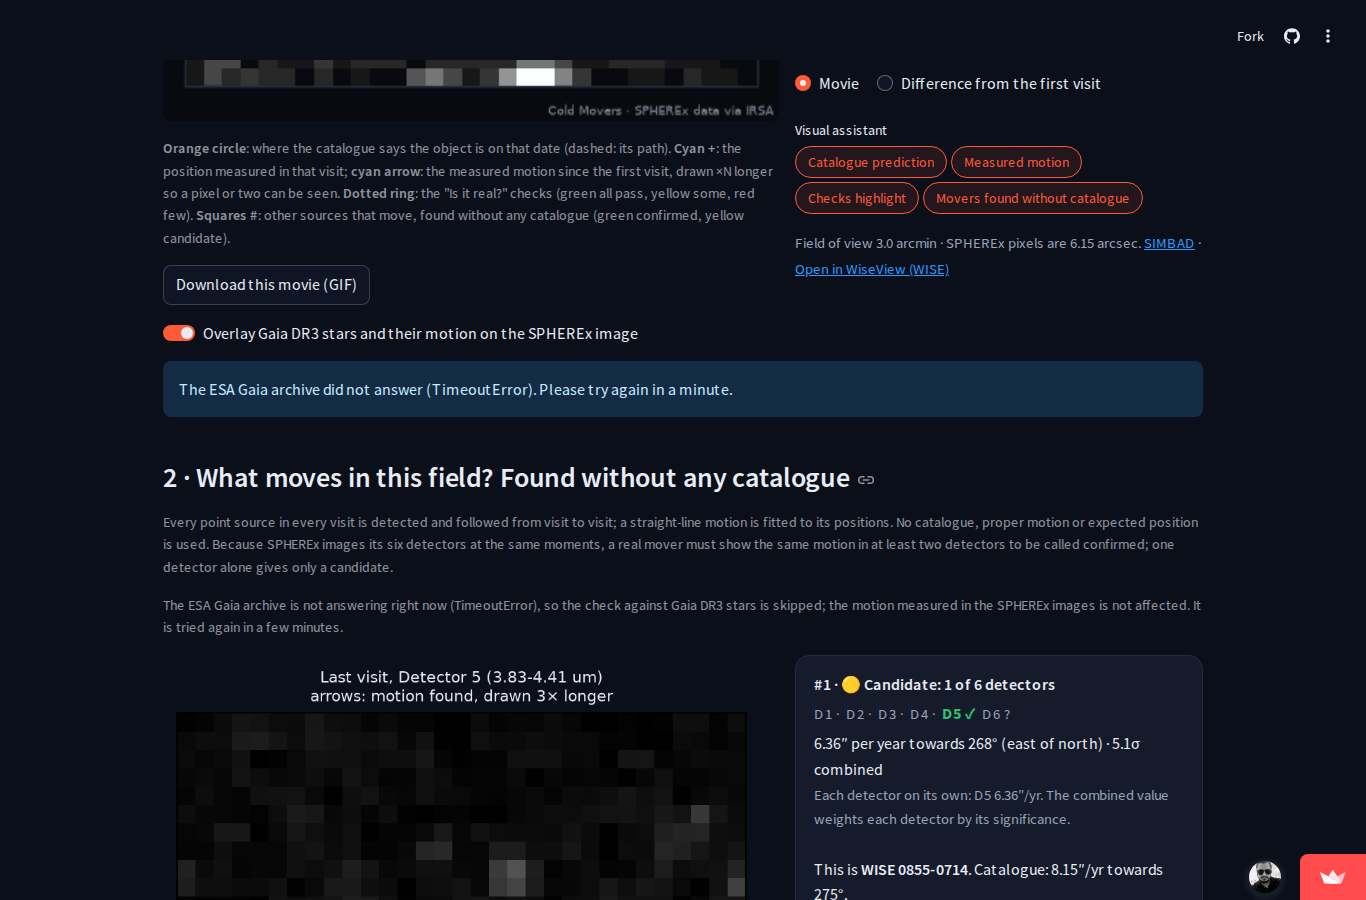 Fork
Cold Movers · SPHEREx data via IRSA
Orange circle: where the catalogue says the object is on that date (dashed: its path). Cyan +: the
position measured in that visit; cyan arrow: the measured motion since the first visit, drawn ×N longer
so a pixel or two can be seen. Dotted ring: the "Is it real?" checks (green all pass, yellow some, red
few). Squares #: other sources that move, found without any catalogue (green confirmed, yellow
candidate).
Download this movie (GIF)
Movie
Difference from the first visit
Visual assistant
Catalogue prediction
Measured motion
Checks highlight
Movers found without catalogue
Field of view 3.0 arcmin · SPHEREx pixels are 6.15 arcsec. SIMBAD ·
Open in WiseView (WISE)
Overlay Gaia DR3 stars and their motion on the SPHEREx image
The ESA Gaia archive did not answer (TimeoutError). Please try again in a minute.
2 · What moves in this field? Found without any catalogue
Every point source in every visit is detected and followed from visit to visit; a straight-line motion is fitted to its positions. No catalogue, proper motion or expected position
is used. Because SPHEREx images its six detectors at the same moments, a real mover must show the same motion in at least two detectors to be called confirmed; one
detector alone gives only a candidate.
The ESA Gaia archive is not answering right now (TimeoutError), so the check against Gaia DR3 stars is skipped; the motion measured in the SPHEREx images is not affected. It
is tried again in a few minutes.
Last visit, Detector 5 (3.83-4.41 um)
arrows: motion found, drawn 3× longer
#1 · 🟡 Candidate: 1 of 6 detectors
D1 · D2 · D3 · D4 · D5 ✓ D6 ?
6.36″ per year towards 268° (east of north) · 5.1σ
combined
Each detector on its own: D5 6.36″/yr. The combined value
weights each detector by its significance.
This is WISE 0855-0714. Catalogue: 8.15″/yr towards
275°.